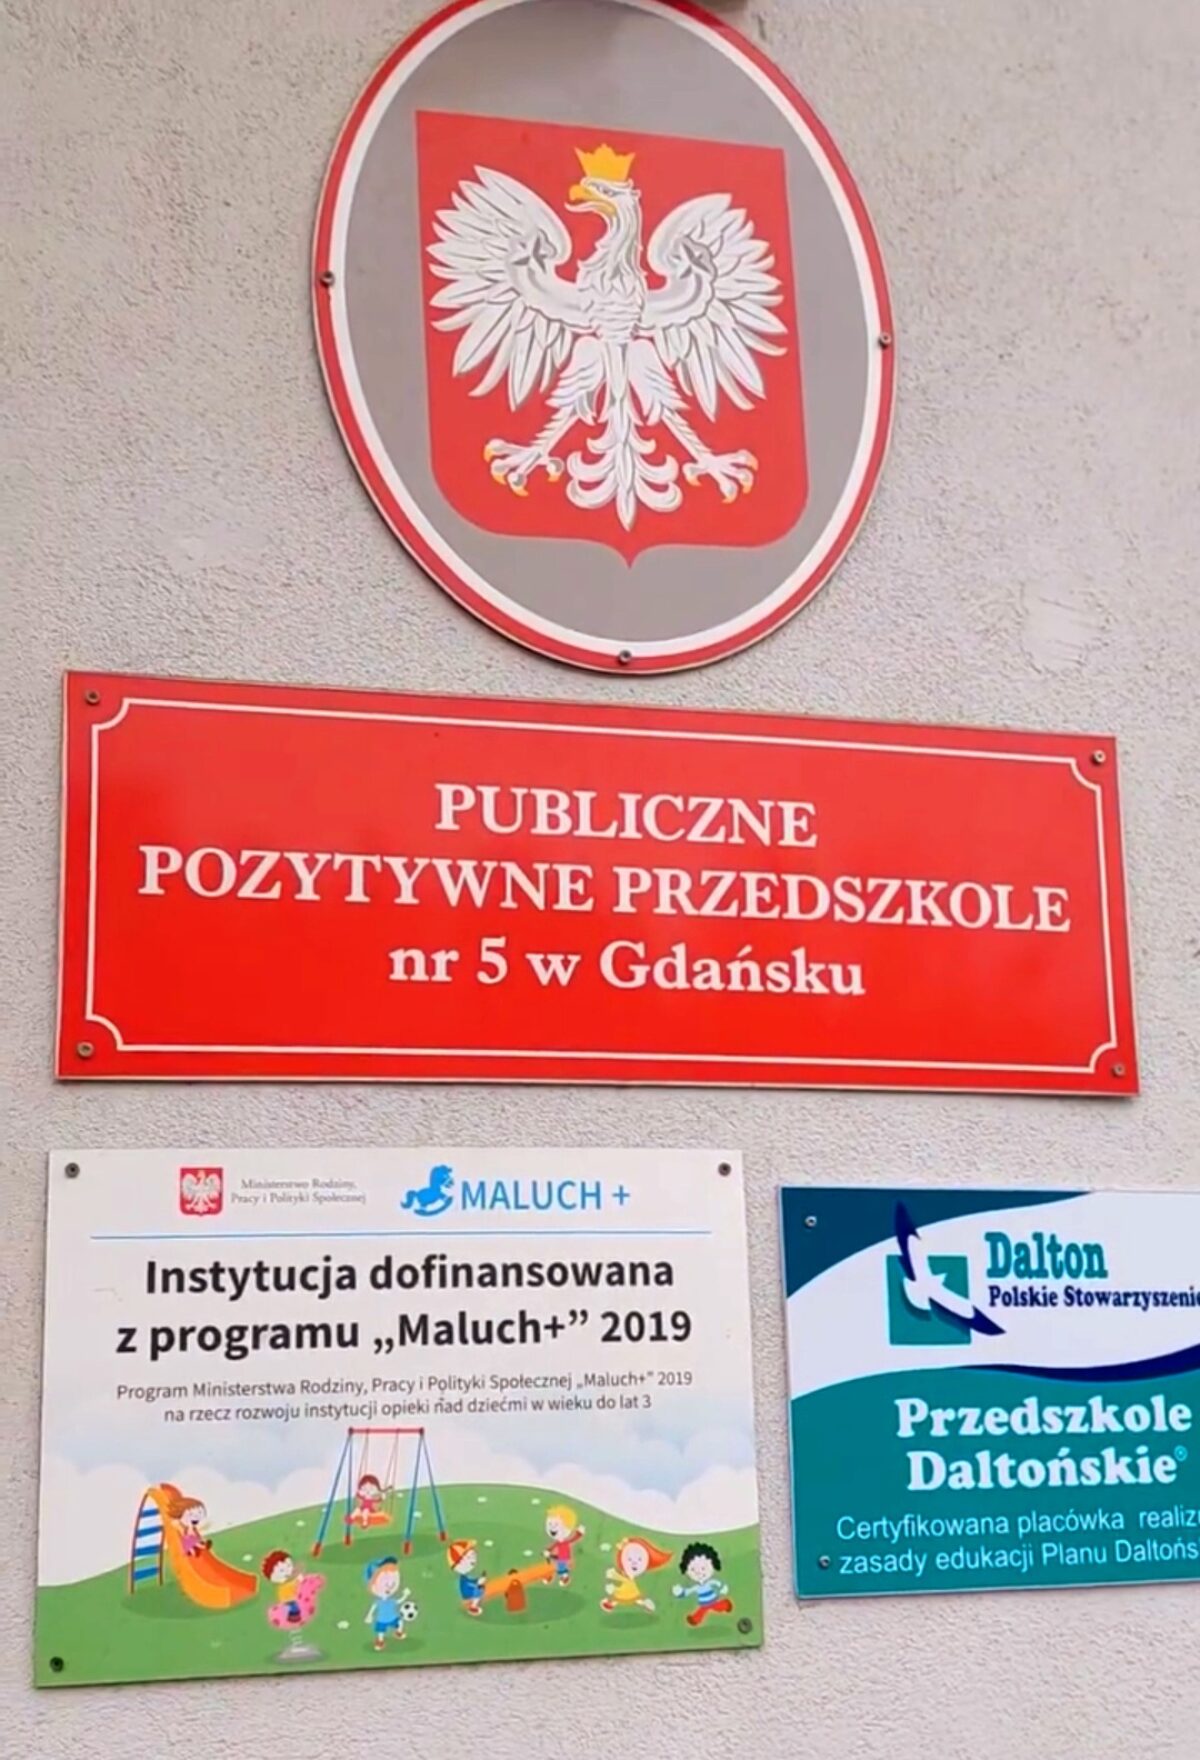 PUBLICZNE
POZYTYWNE PRZEDSZKOLE
nr 5 w Gdańsku
Ministerstwo Rodziny,
Pracy i Polityki Społecznej
MALUCH +
Instytucja dofinansowana
z programu „Maluch+” 2019
Program Ministerstwa Rodziny, Pracy i Polityki Społecznej „Maluch+” 2019
na rzecz rozwoju instytucji opieki nad dziećmi w wieku do lat 3
Dalton
Polskie Stowarzyszenie
Przedszkole
Daltońskie®
Certyfikowana placówka
zasady edukacji Planu